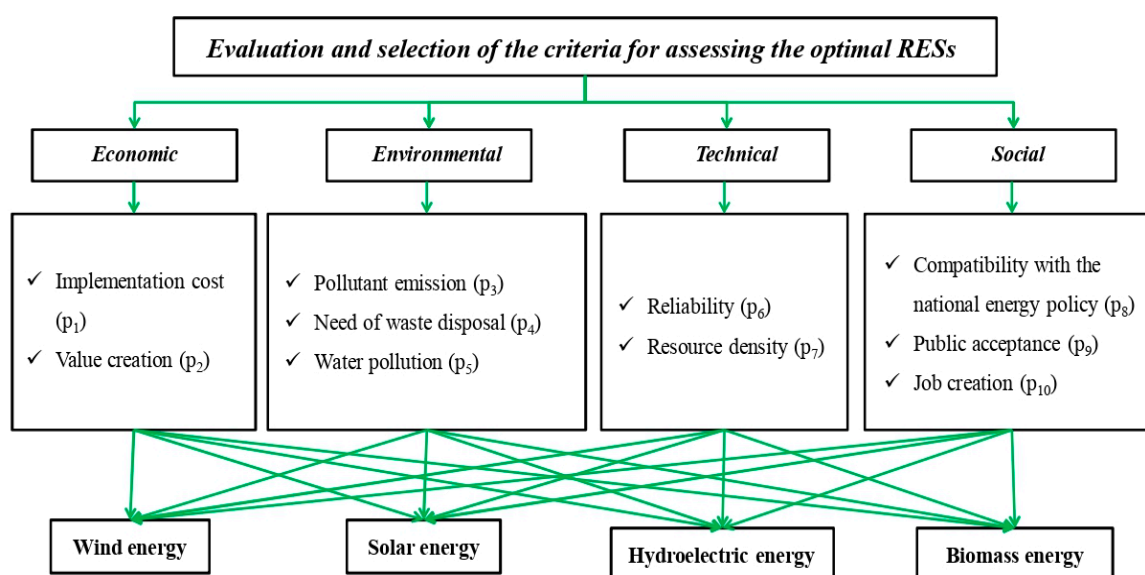 Evaluation and selection of the criteria for assessing the optimal RESs
Economic
Environmental
Technical
Social
✓ Implementation cost
(p₁)
✓ Value creation (p₂)
✓ Pollutant emission (p₃)
✓ Need of waste disposal (p₄)
✓ Water pollution (p₅)
✓ Reliability (p₆)
✓ Resource density (p₇)
✓ Compatibility with the
national energy policy (p₈)
✓ Public acceptance (p₉)
✓ Job creation (p₁₀)
Wind energy
Solar energy
Hydroelectric energy
Biomass energy